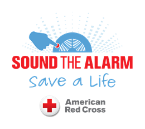 SOUND THE ALARM
Save a Life
American
Red Cross